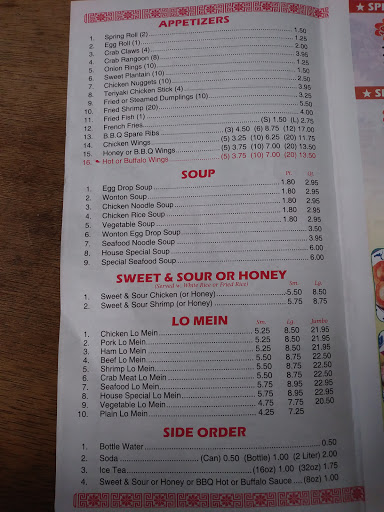 APPETIZERS
1. Spring Roll (2) 1.50
2. Egg Roll (1) 1.25
3. Crab Claws (4) 2.00
4. Crab Rangoon (8) 3.95
5. Onion Rings (10) 1.50
6. Sweet Plantain (10) 1.50
7. Chicken Nuggets (10) 2.50
8. Teriyaki Chicken Stick (4) 3.95
9. Fried or Steamed Dumplings (10) 3.25
10. Fried Shrimp (20) 5.50
11. Fried Fish (1) 4.00
12. French Fries (S) 1.50 (L) 2.75
13. B.B.Q Spare Ribs (3) 4.50 (6) 8.75 (12) 17.00
14. Chicken Wings (5) 3.25 (10) 6.25 (20) 11.75
15. Honey or B.B.Q Wings (5) 3.75 (10) 7.00 (20) 13.50
16. Hot or Buffalo Wings (5) 3.75 (10) 7.00 (20) 13.50
SOUP
Pt. Qt.
1. Egg Drop Soup 1.80 2.95
2. Wonton Soup 1.80 2.95
3. Chicken Noodle Soup 1.80 2.95
4. Chicken Rice Soup 1.80 2.95
5. Vegetable Soup 1.80 2.95
6. Wonton Egg Drop Soup 3.50
7. Seafood Noodle Soup 3.95
8. House Special Soup 6.00
9. Special Seafood Soup 6.00
SWEET & SOUR OR HONEY
(Served w. White Rice or Fried Rice) Sm. Lg.
1. Sweet & Sour Chicken (or Honey) 5.50 8.50
2. Sweet & Sour Shrimp (or Honey) 5.75 8.75
LO MEIN
Sm. Lg. Jumbo
1. Chicken Lo Mein 5.25 8.50 21.95
2. Pork Lo Mein 5.25 8.50 21.95
3. Ham Lo Mein 5.25 8.50 21.95
4. Beef Lo Mein 5.50 8.75 22.50
5. Shrimp Lo Mein 5.50 8.75 22.50
6. Crab Meat Lo Mein 5.50 8.75 22.50
7. Seafood Lo Mein 5.75 8.95 22.95
8. House Special Lo Mein 5.75 8.95 22.95
9. Vegetable Lo Mein 4.75 7.75 20.50
10. Plain Lo Mein 4.25 7.25
SIDE ORDER
1. Bottle Water 0.50
2. Soda (Can) 0.50 (Bottle) 1.00 (2 Liter) 2.00
3. Ice Tea (16oz) 1.00 (32oz) 1.75
4. Sweet & Sour or Honey or BBQ Hot or Buffalo Sauce (8oz) 1.00